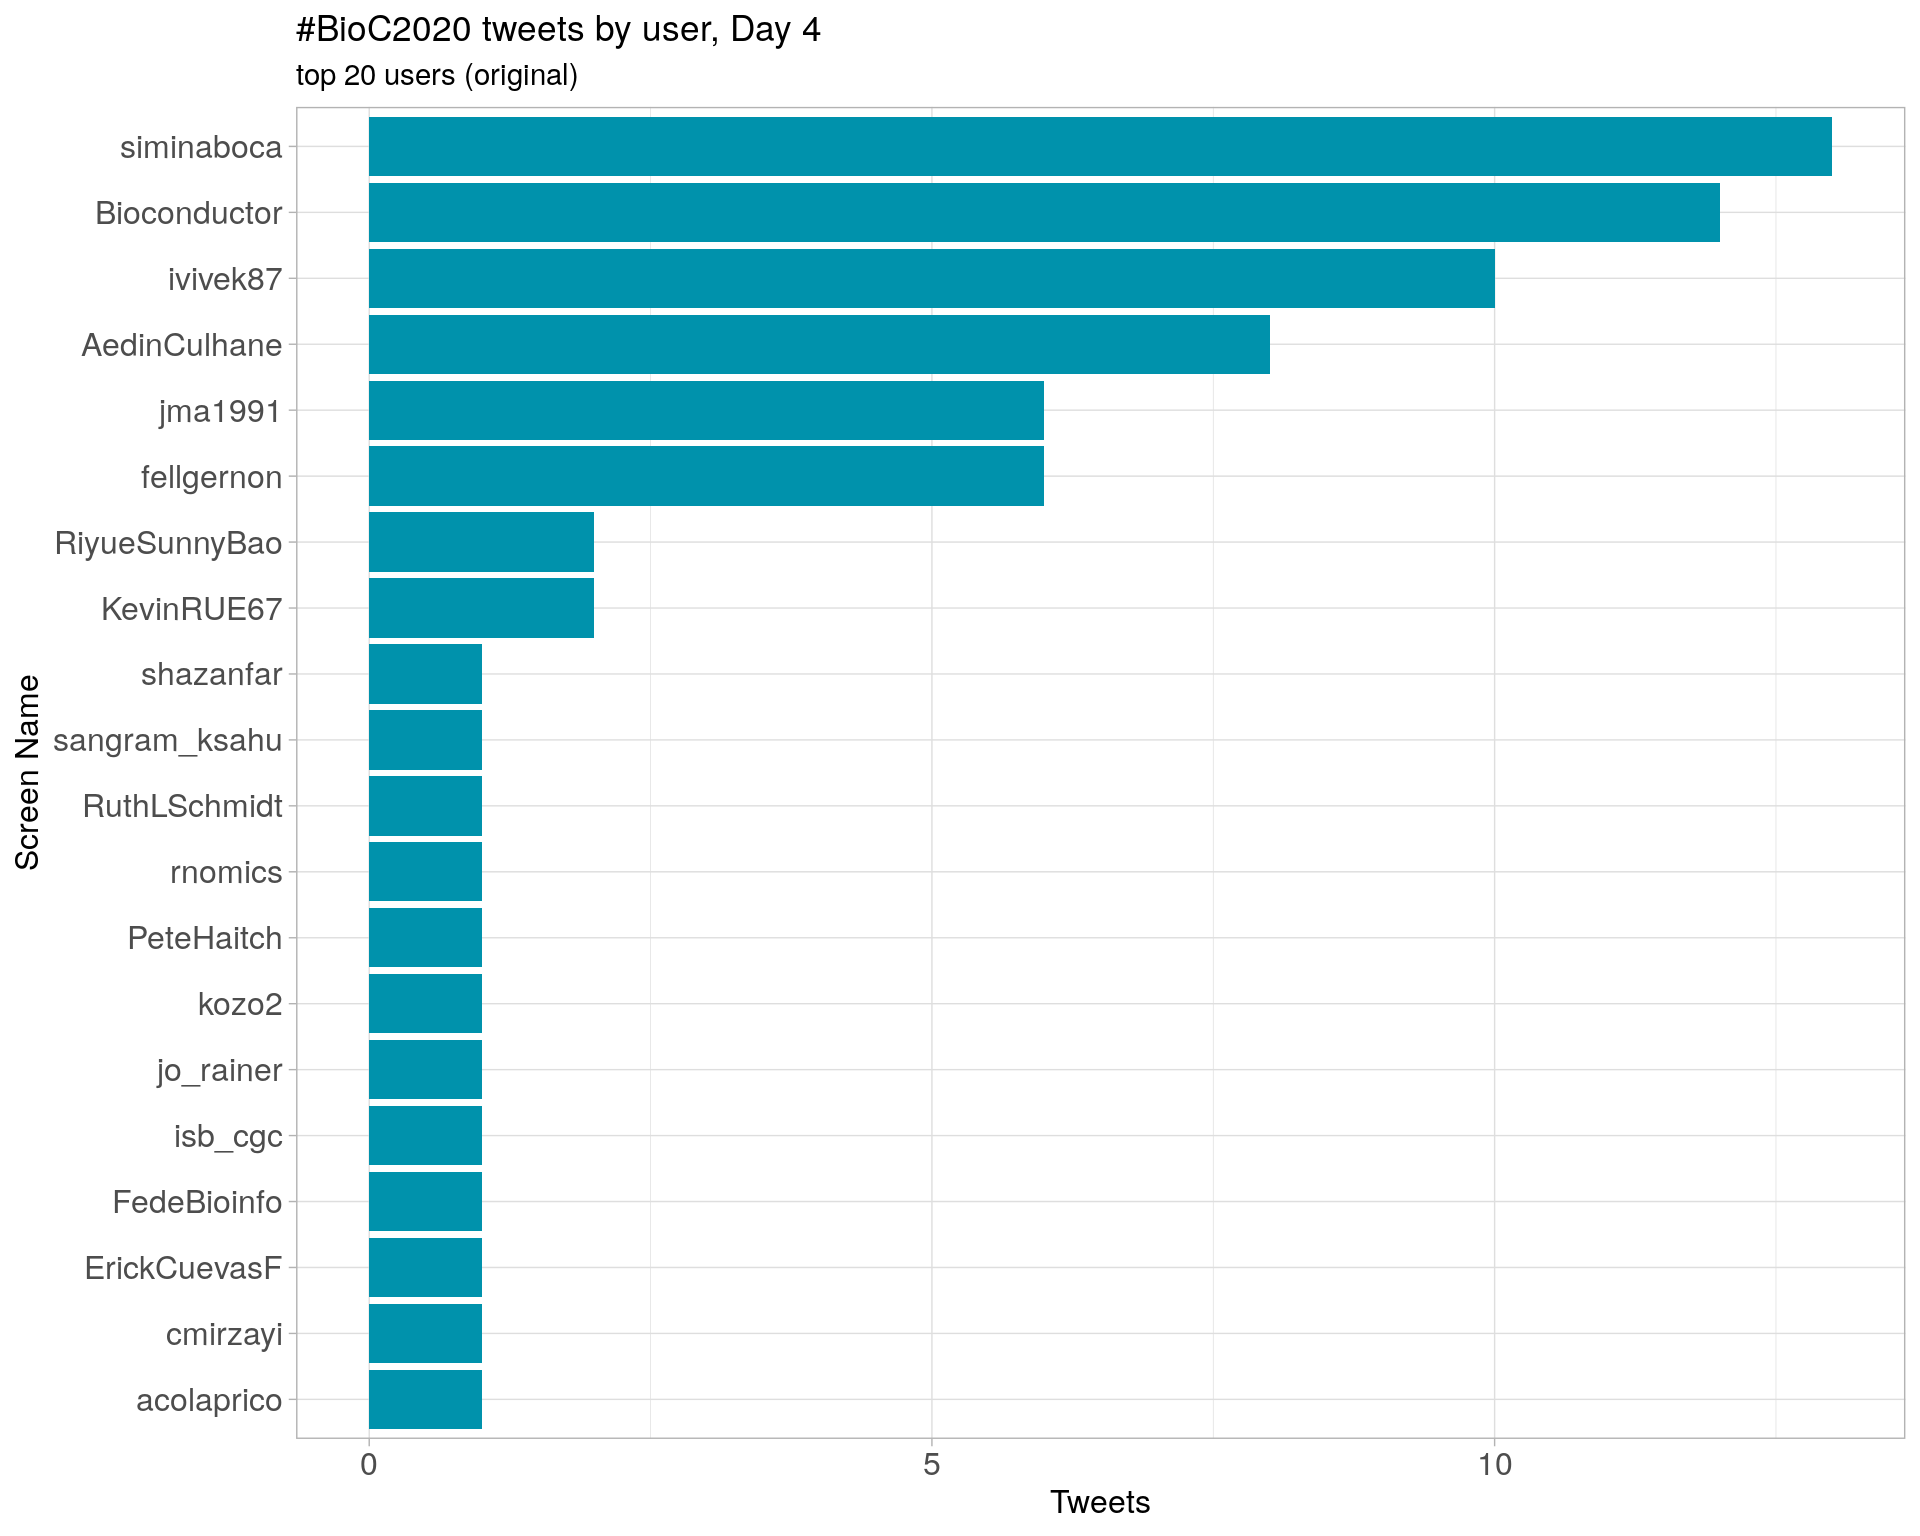 #BioC2020 tweets by user, Day 4
top 20 users (original)
siminaboca
Bioconductor
ivivek87
AedinCulhane
jma1991
fellgernon
RiyueSunnyBao
KevinRUE67
shazanfar
sangram_ksahu
RuthLSchmidt
rnomics
PeteHaitch
kozo2
jo_rainer
isb_cgc
FedeBioinfo
ErickCuevasF
cmirzayi
acolaprico
Screen Name
0 5 10
Tweets